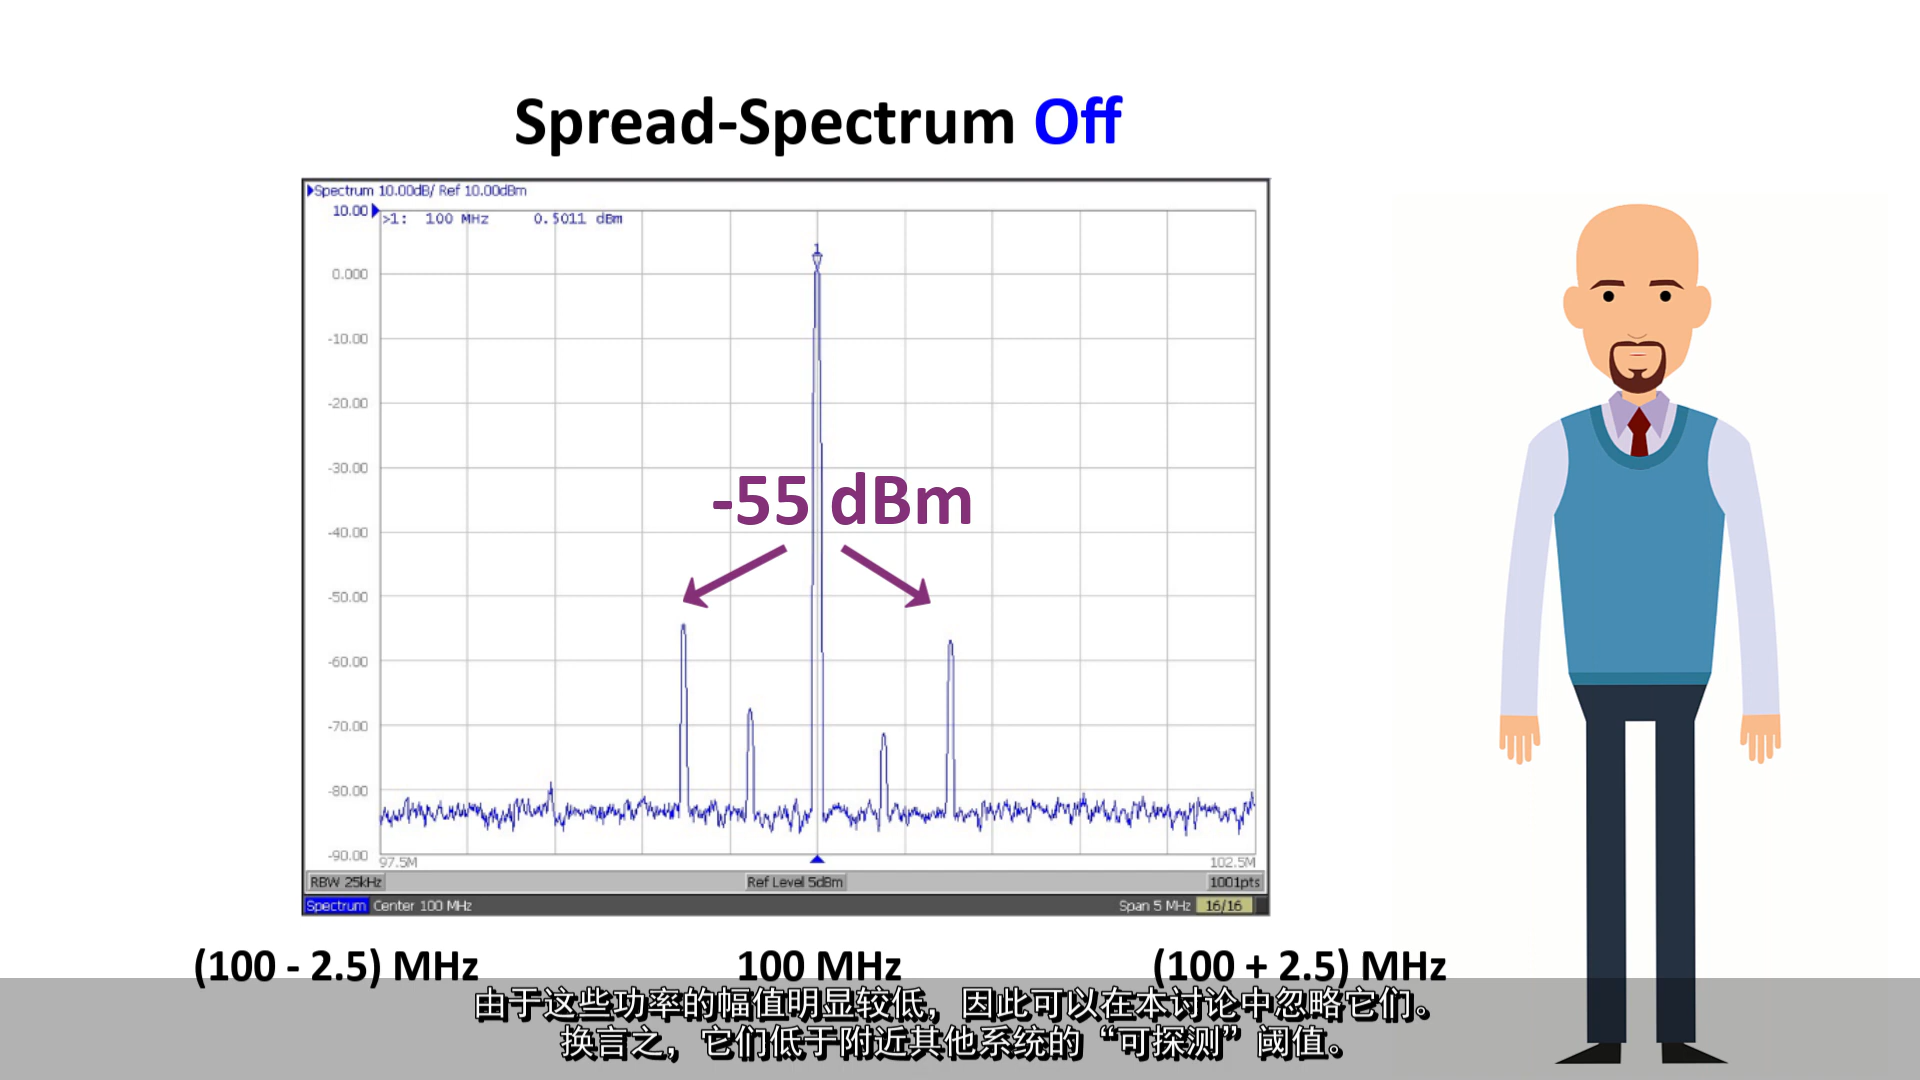 Spread-Spectrum Off
Spectrum 10.00dB/ Ref 10.00dBm
10.00
>1: 100 MHz 0.5011 dBm
1
0.000
-10.00
-20.00
-30.00
-55 dBm
-40.00
-50.00
-60.00
-70.00
-80.00
-90.00
97.5M 102.5M
RBW 25kHz Ref Level 5dBm 1001pts
Spectrum Center 100 MHz Span 5 MHz 16/16
(100 - 2.5) MHz 100 MHz (100 + 2.5) MHz
由于这些功率的幅值明显较低，因此可以在本讨论中忽略它们。
换言之，它们低于附近其他系统的“可探测”阈值。